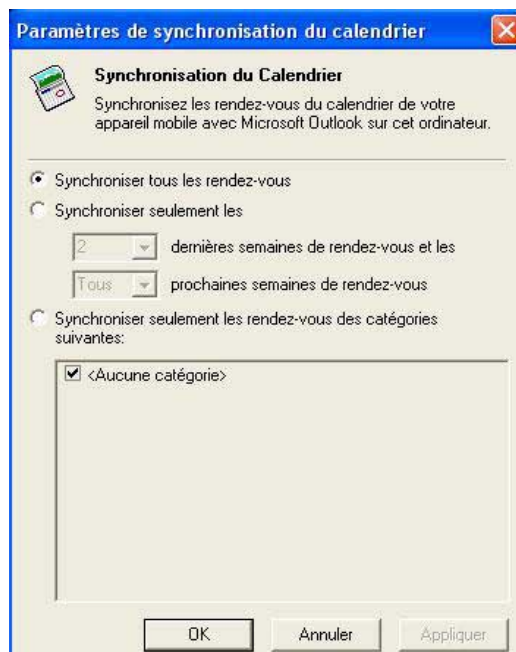 Paramètres de synchronisation du calendrier
Synchronisation du Calendrier
Synchronisez les rendez-vous du calendrier de votre
appareil mobile avec Microsoft Outlook sur cet ordinateur.
Synchroniser tous les rendez-vous
Synchroniser seulement les
2 dernières semaines de rendez-vous et les
Tous prochaines semaines de rendez-vous
Synchroniser seulement les rendez-vous des catégories
suivantes:
<Aucune catégorie>
OK Annuler Appliquer